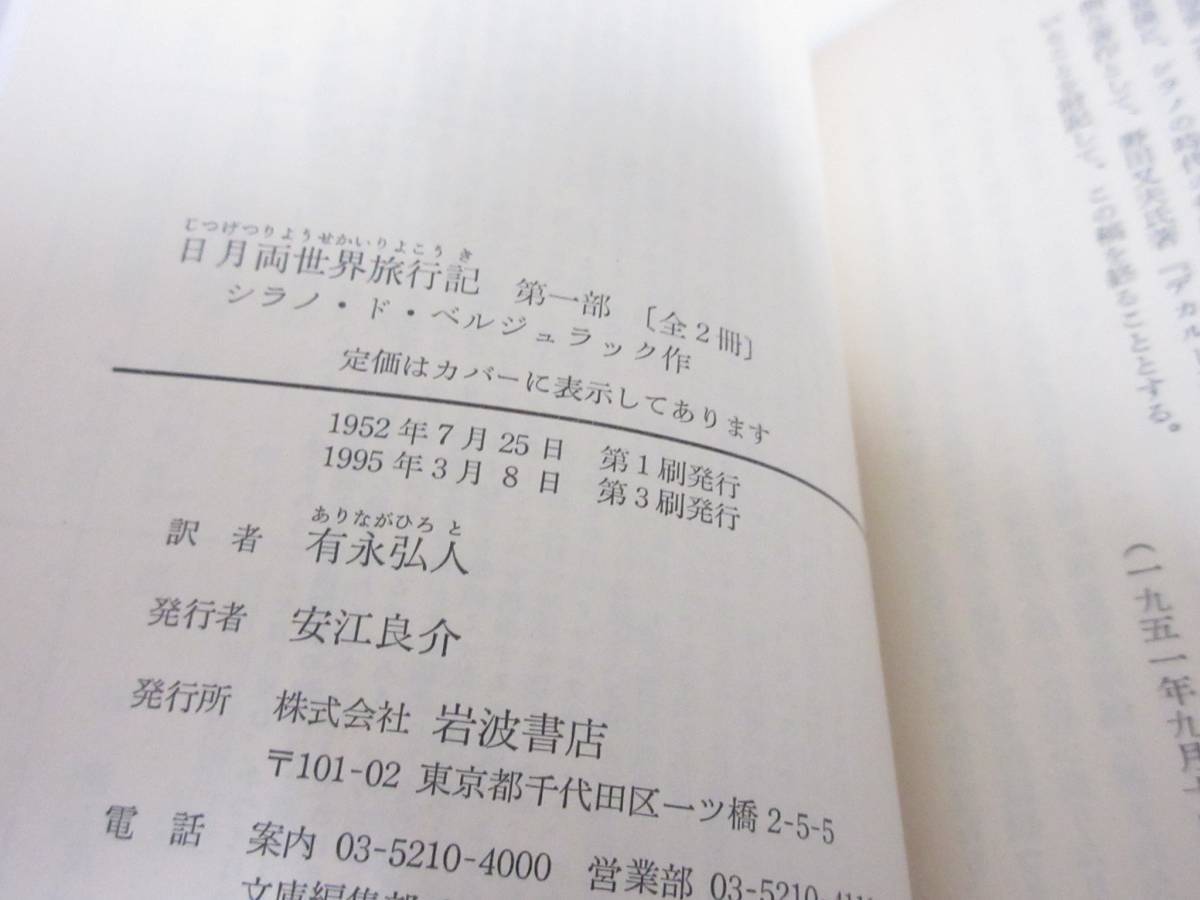 じつげつりようせかいりよこうき
日月両世界旅行記 第一部 〔全2冊〕
シラノ・ド・ベルジュラック作
定価はカバーに表示してあります
1952年7月25日 第1刷発行
1995年3月8日 第3刷発行
ありながひろと
訳者 有永弘人
発行者 安江良介
発行所 株式会社 岩波書店
〒101-02 東京都千代田区一ツ橋2-5-5
電話 案内 03-5210-4000 営業部 03-5210-4111
文庫編集部
この稿を終ることとする。
(一九五一年九月